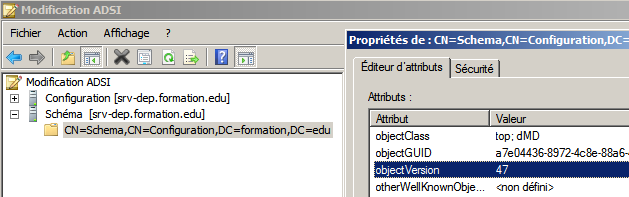 Modification ADSI
Fichier Action Affichage ?
Modification ADSI
Configuration [srv-dep.formation.edu]
Schéma [srv-dep.formation.edu]
CN=Schema,CN=Configuration,DC=formation,DC=edu
Propriétés de : CN=Schema,CN=Configuration,DC=
Éditeur d'attributs Sécurité
Attributs :
Attribut Valeur
objectClass top; dMD
objectGUID a7e04436-8972-4c8e-88a6-
objectVersion 47
otherWellKnownObje... <non défini>